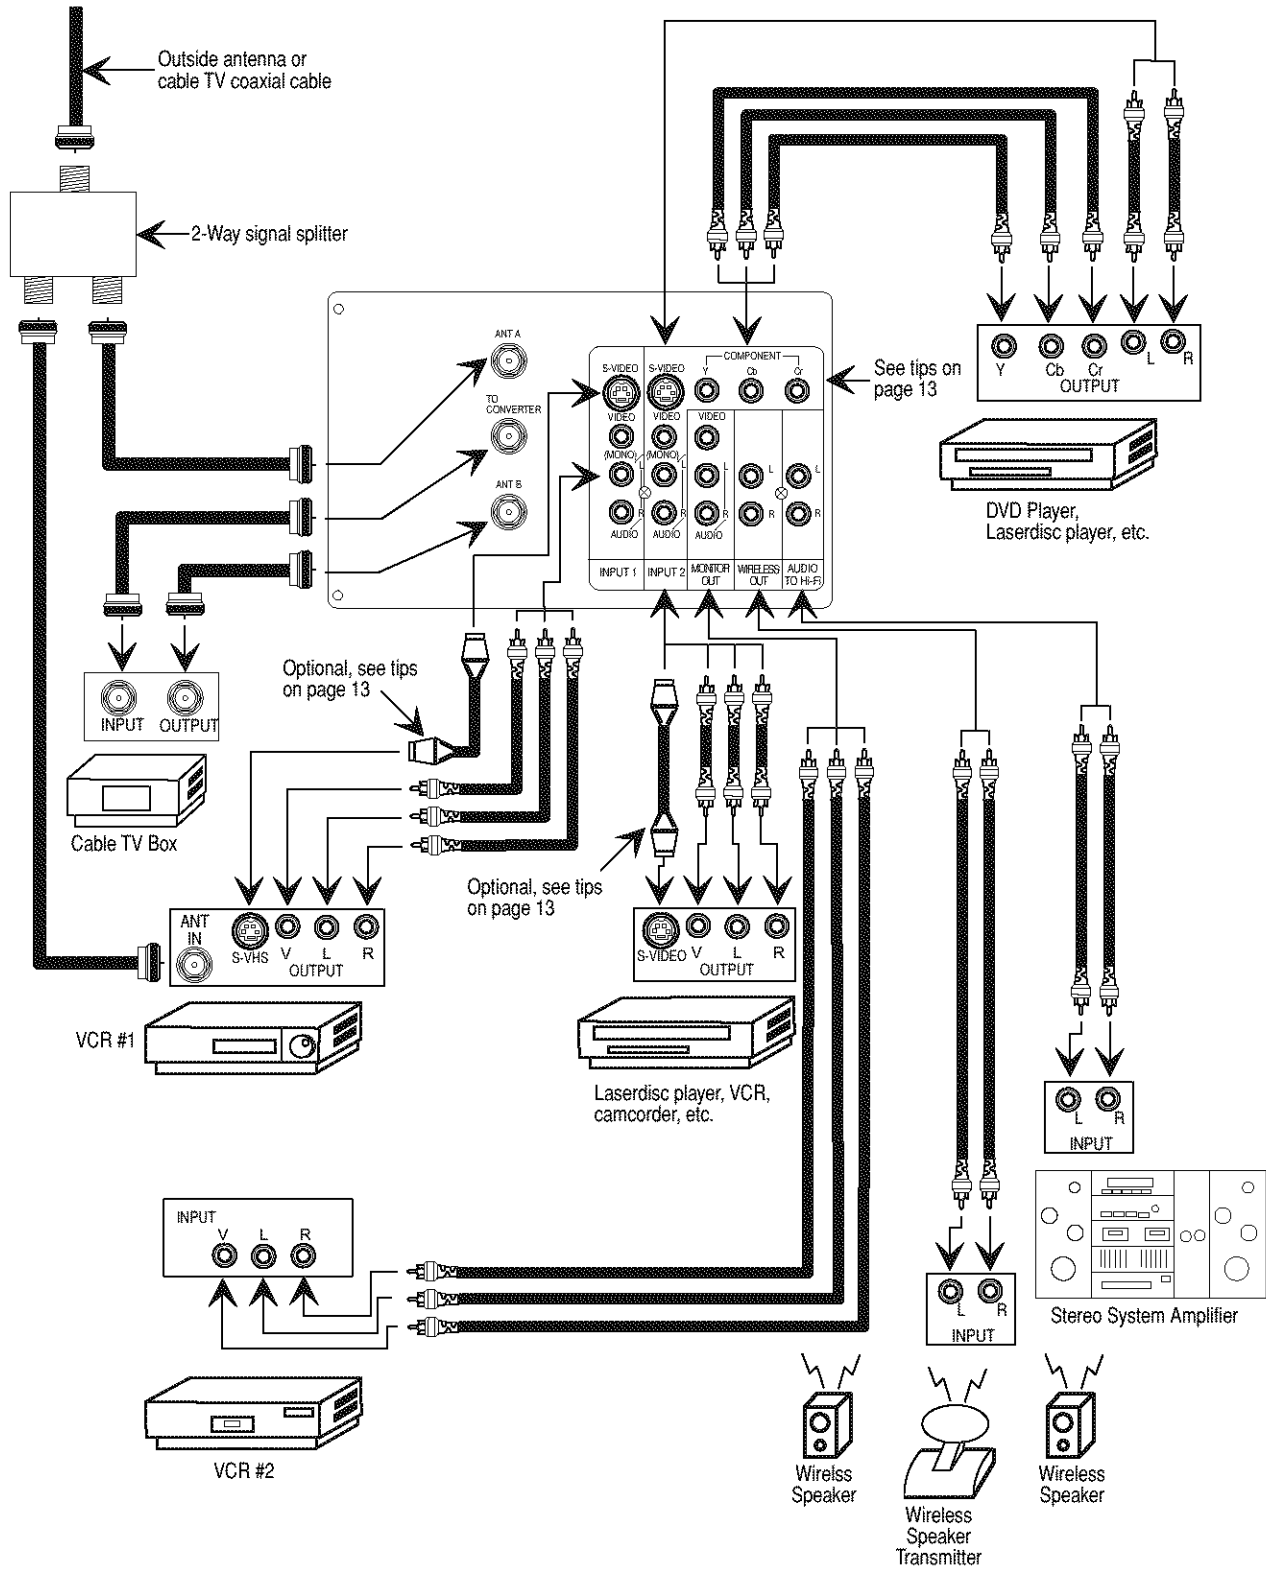 Outside antenna or
cable TV coaxial cable
2-Way signal splitter
ANT A
TO
CONVERTER
ANT B
S-VIDEO
S-VIDEO
COMPONENT
Y
Cb
Cr
VIDEO
VIDEO
VIDEO
(MONO)
(MONO)
L
L
L
L
R
R
R
R
AUDIO
AUDIO
AUDIO
INPUT 1
INPUT 2
MONITOR
OUT
WIRELESS
OUT
AUDIO
TO Hi-Fi
See tips on
page 13
Y
Cb
Cr
L
R
OUTPUT
DVD Player,
Laserdisc player, etc.
INPUT
OUTPUT
Cable TV Box
Optional, see tips
on page 13
ANT
IN
S-VHS
V
L
R
OUTPUT
VCR #1
Optional, see tips
on page 13
S-VIDEO
V
L
R
OUTPUT
Laserdisc player, VCR,
camcorder, etc.
L
R
INPUT
Stereo System Amplifier
INPUT
V
L
R
VCR #2
L
R
INPUT
Wirelss
Speaker
Wireless
Speaker
Transmitter
Wireless
Speaker